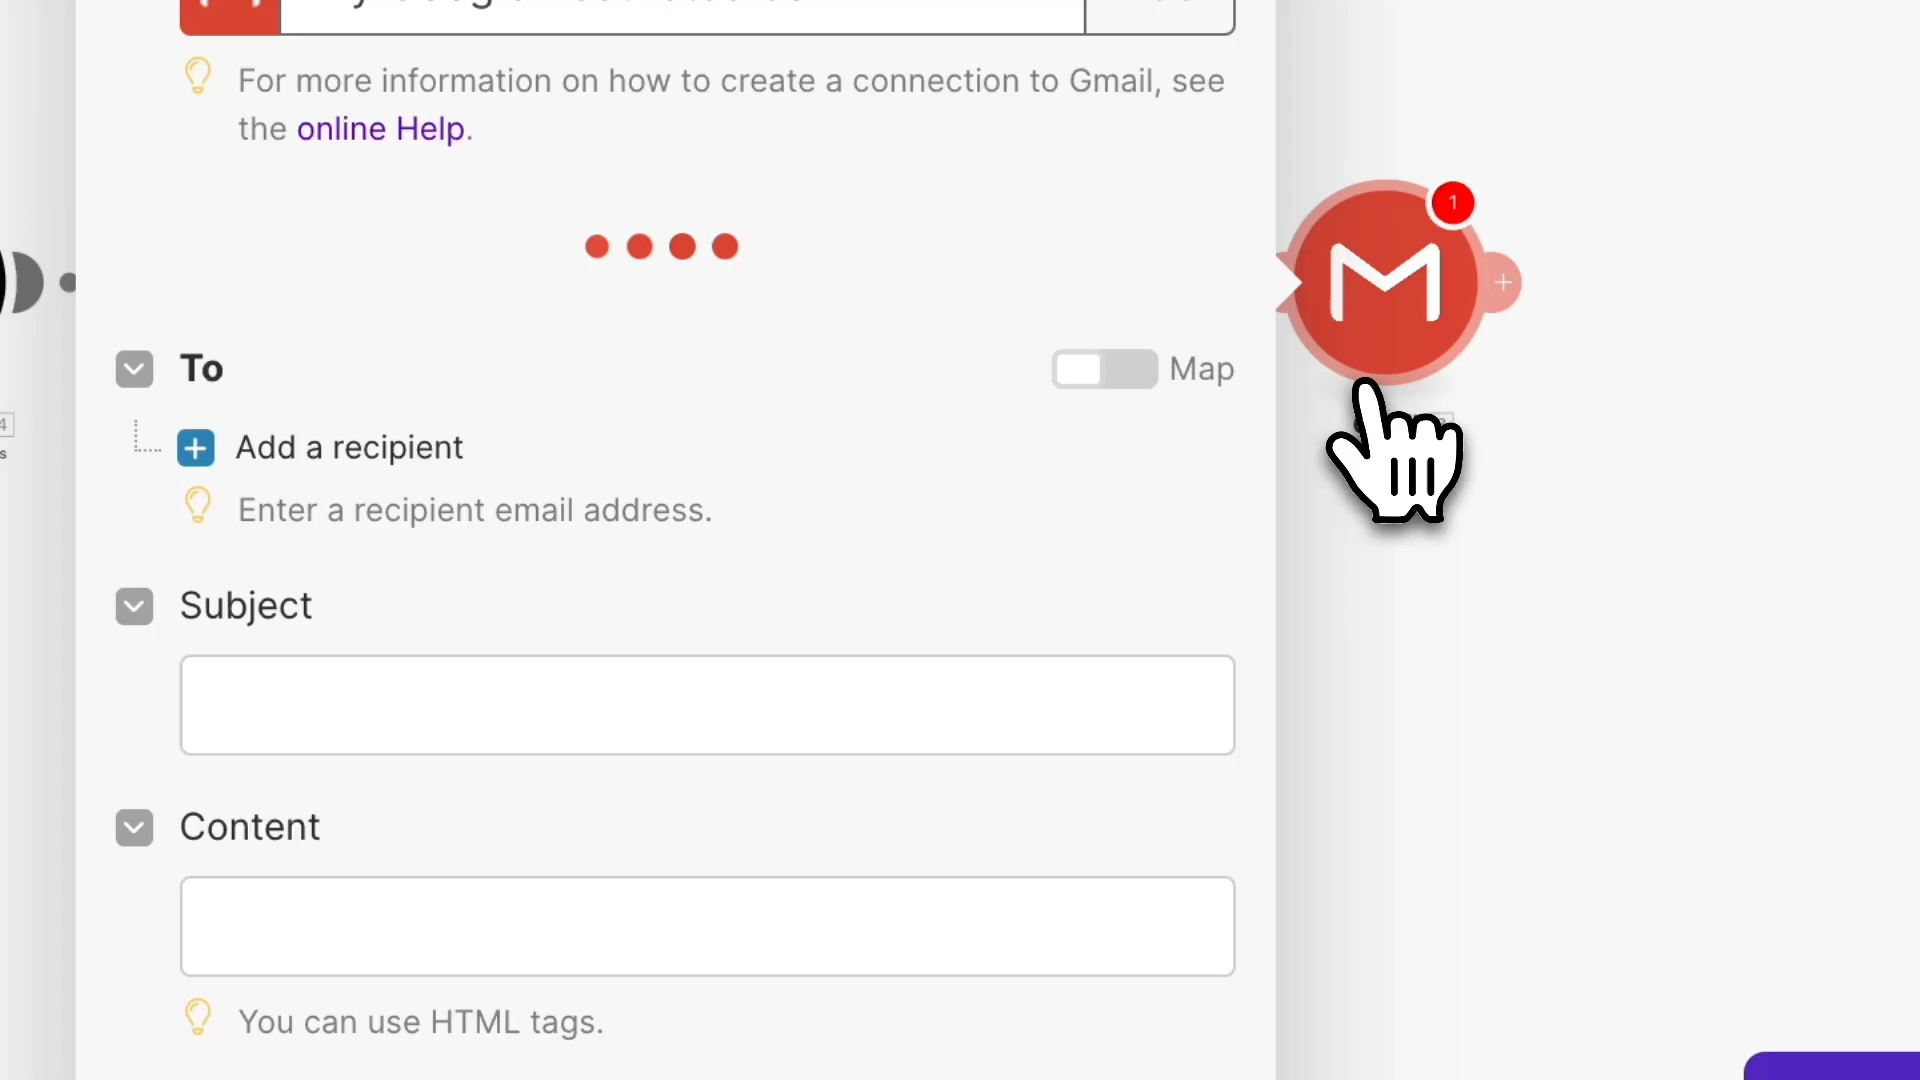 For more information on how to create a connection to Gmail, see
the online Help.
1
To
Map
Add a recipient
4
s
Enter a recipient email address.
Subject
Content
You can use HTML tags.